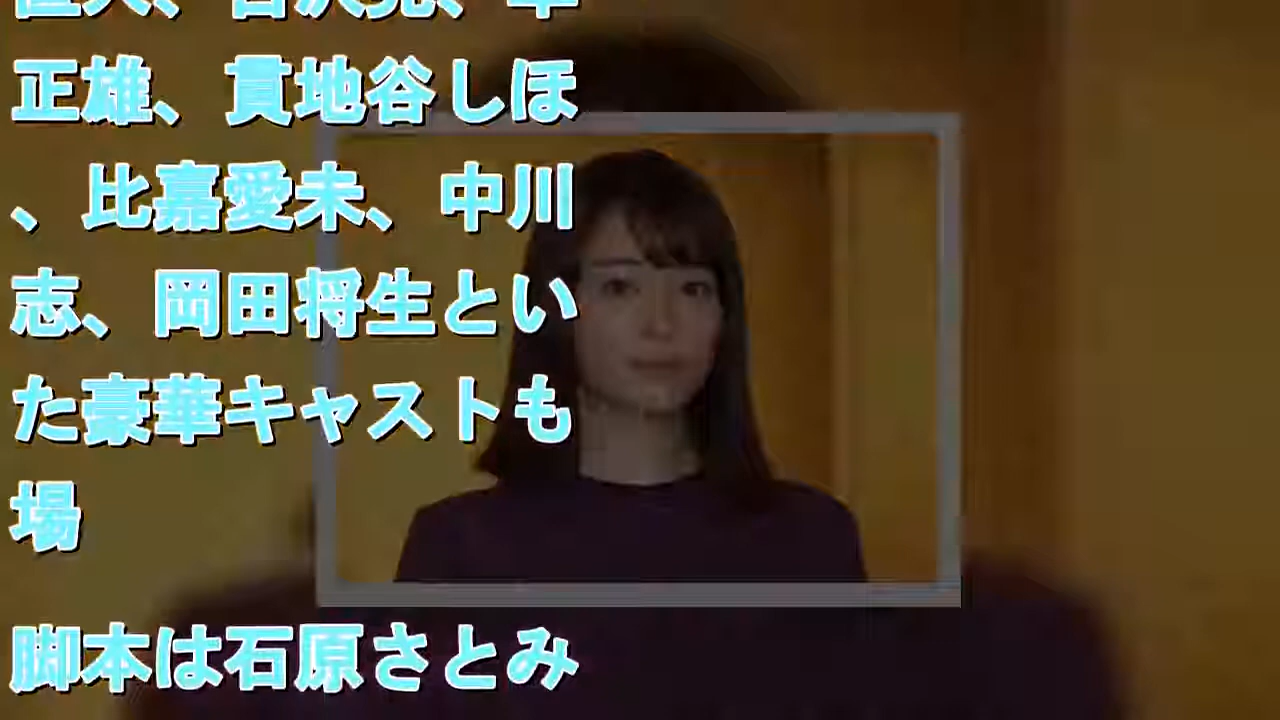 正雄、貫地谷しほ
、比嘉愛未、中川
志、岡田将生とい
た豪華キャストも
場
脚本は石原さとみ